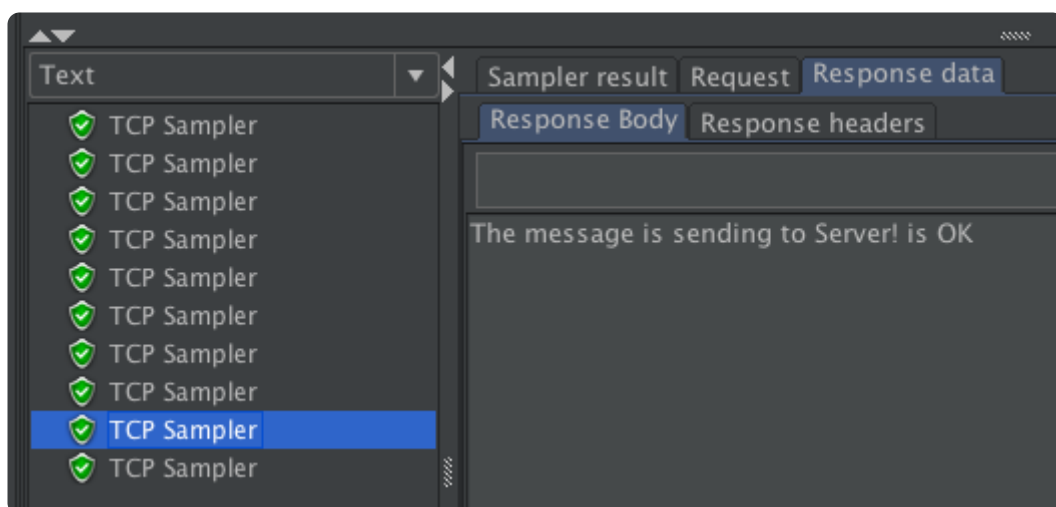 Text
TCP Sampler
TCP Sampler
TCP Sampler
TCP Sampler
TCP Sampler
TCP Sampler
TCP Sampler
TCP Sampler
TCP Sampler
TCP Sampler
Sampler result Request Response data
Response Body Response headers
The message is sending to Server! is OK